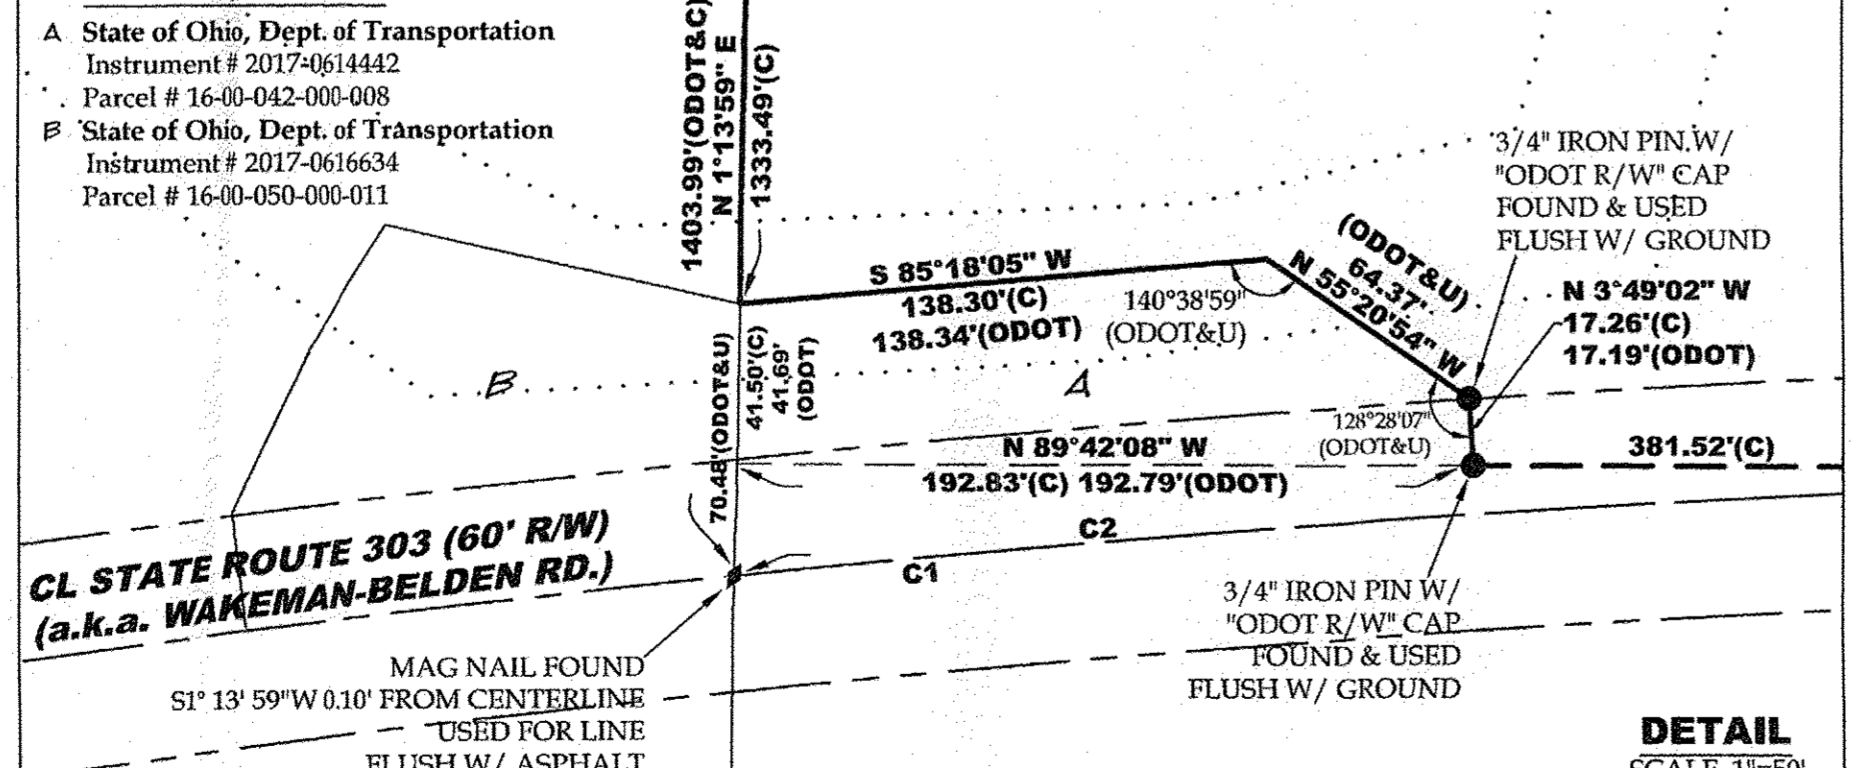 A State of Ohio, Dept. of Transportation
Instrument # 2017-0614442
Parcel # 16-00-042-000-008
B State of Ohio, Dept. of Transportation
Instrument # 2017-0616634
Parcel # 16-00-050-000-011
1403.99'(ODOT&C)
N 1°13'59" E
1333.49'(C)
S 85°18'05" W
138.30'(C)
138.34'(ODOT)
140°38'59"
(ODOT&U)
(ODOT&U)
64.37'
N 55°20'54" W
3/4" IRON PIN W/
"ODOT R/W" CAP
FOUND & USED
FLUSH W/ GROUND
N 3°49'02" W
17.26'(C)
17.19'(ODOT)
B
A
70.48'(ODOT&U)
41.50'(C)
41.69'
(ODOT)
128°28'07"
(ODOT&U)
N 89°42'08" W
192.83'(C) 192.79'(ODOT)
381.52'(C)
CL STATE ROUTE 303 (60' R/W)
(a.k.a. WAKEMAN-BELDEN RD.)
C1
C2
3/4" IRON PIN W/
"ODOT R/W" CAP
FOUND & USED
FLUSH W/ GROUND
MAG NAIL FOUND
S1° 13' 59"W 0.10' FROM CENTERLINE
USED FOR LINE
FLUSH W/ ASPHALT
DETAIL
SCALE 1"=50'